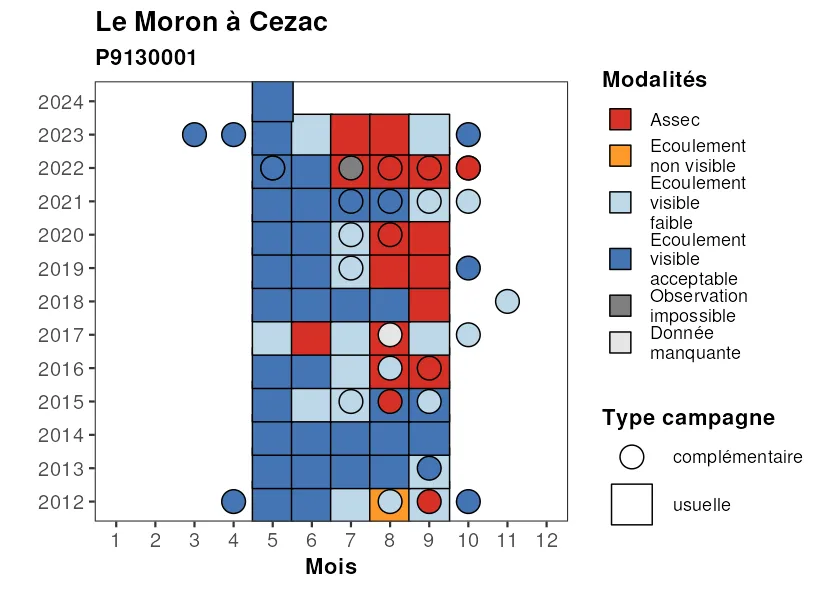 Le Moron à Cezac
P9130001
2024
2023
2022
2021
2020
2019
2018
2017
2016
2015
2014
2013
2012
1 2 3 4 5 6 7 8 9 10 11 12
Mois
Modalités
Assec
Ecoulement
non visible
Ecoulement
visible
faible
Ecoulement
visible
acceptable
Observation
impossible
Donnée
manquante
Type campagne
complémentaire
usuelle